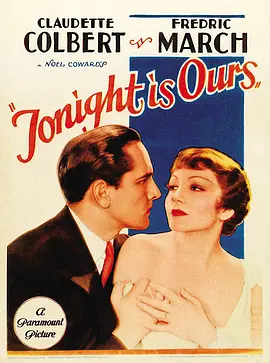 CLAUDETTE FREDRIC
COLBERT MARCH
IN NOEL COWARD'S
"Tonight is Ours"
A
Paramount
Picture